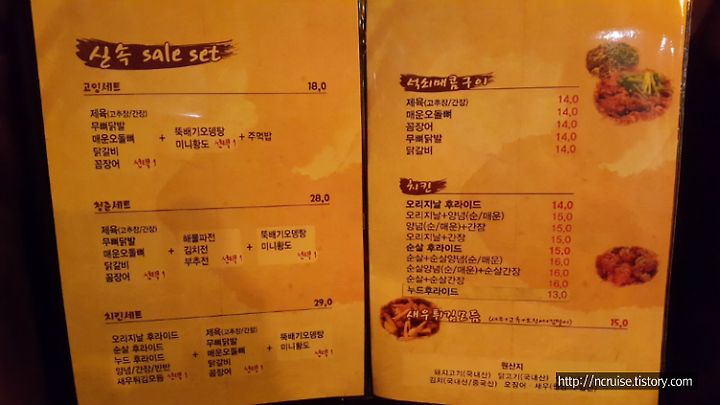 실속 sale set
고임세트 18,0
제육(고추장/간장)
무뼈닭발
매운오돌뼈
닭갈비
꼼장어 선택 1
+
뚝배기오뎅탕
미니황도 선택 1
+ 주먹밥
청춘세트 28,0
제육(고추장/간장)
무뼈닭발
매운오돌뼈
닭갈비
꼼장어 선택 1
+
해물파전
김치전
부추전 선택 1
+
뚝배기오뎅탕
미니황도 선택 1
치킨세트 29,0
오리지날 후라이드
순살 후라이드
누드 후라이드
양념/간장/반반
새우튀김모듬 선택 1
+
제육(고추장/간장)
무뼈닭발
매운오돌뼈
닭갈비
꼼장어 선택 1
+
뚝배기오뎅탕
미니황도 선택 1
석쇠매콤구이
제육(고추장/간장) 14,0
매운오돌뼈 14,0
꼼장어 14,0
무뼈닭발 14,0
닭갈비 14,0
치킨
오리지날 후라이드 14,0
오리지날+양념(순/매운) 15,0
양념(순/매운)+간장 15,0
오리지날+간장 15,0
순살 후라이드 15,0
순살+순살양념(순/매운) 16,0
순살양념(순/매운)+순살간장 16,0
순살+순살간장 16,0
누드후라이드 13,0
새우튀김모듬 15,0
원산지
돼지고기(국내산) 닭고기(국내산)
김치(국내산/중국산) 오징어 새우
http://ncruise.tistory.com